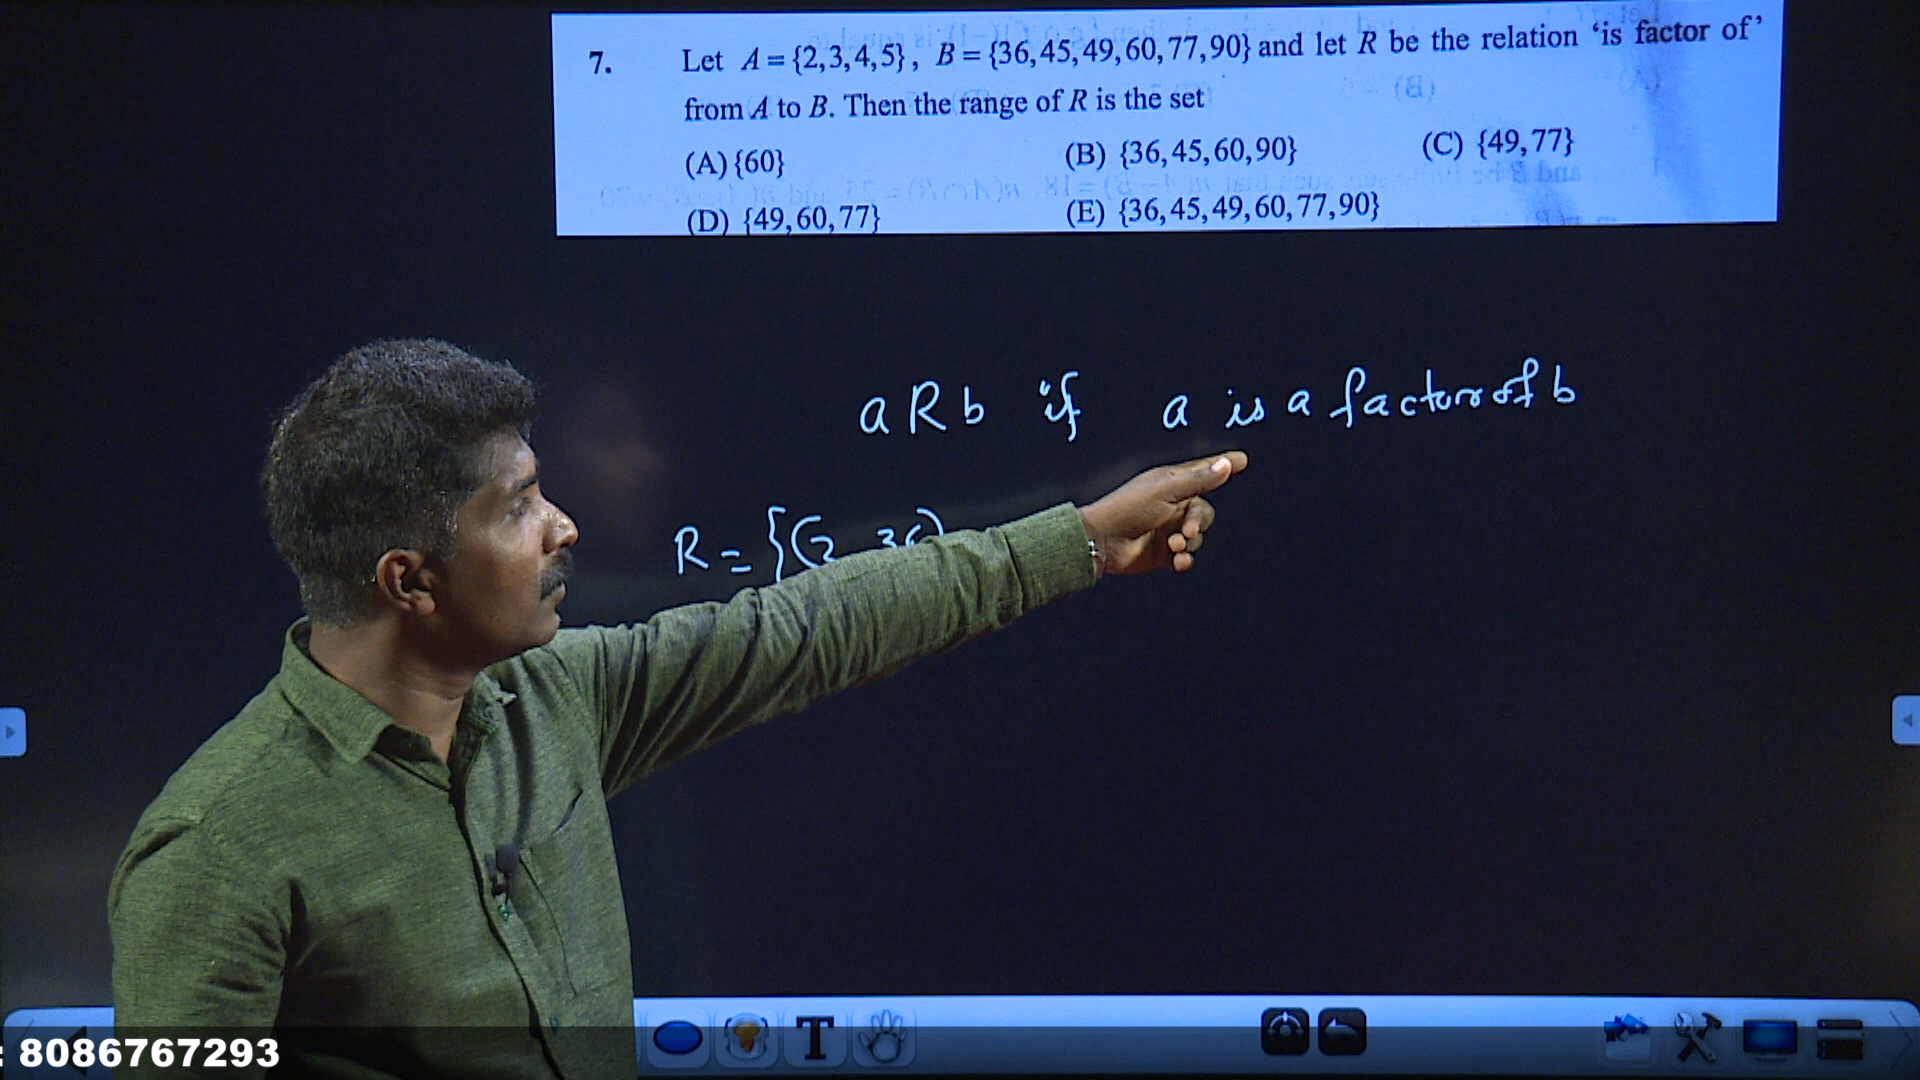 7. Let A = {2,3,4,5}, B = {36,45,49,60,77,90} and let R be the relation ‘is factor of’
from A to B. Then the range of R is the set
(A) {60} (B) {36,45,60,90} (C) {49,77}
(D) {49,60,77} (E) {36,45,49,60,77,90}
a R b if a is a factor of b
R = {(2, 36)
T
: 8086767293